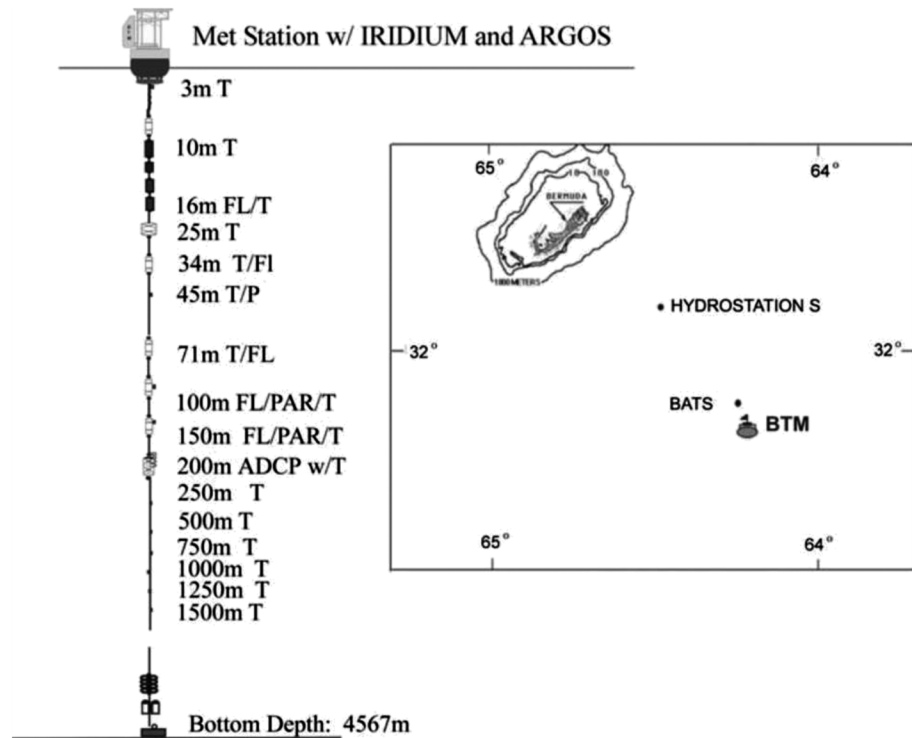 Met Station w/ IRIDIUM and ARGOS
3m T
10m T
16m FL/T
25m T
34m T/Fl
45m T/P
71m T/FL
100m FL/PAR/T
150m FL/PAR/T
200m ADCP w/T
250m T
500m T
750m T
1000m T
1250m T
1500m T
Bottom Depth: 4567m
65°
64°
10
100
BERMUDA
1000 METERS
HYDROSTATION S
32°
32°
BATS
BTM
65°
64°